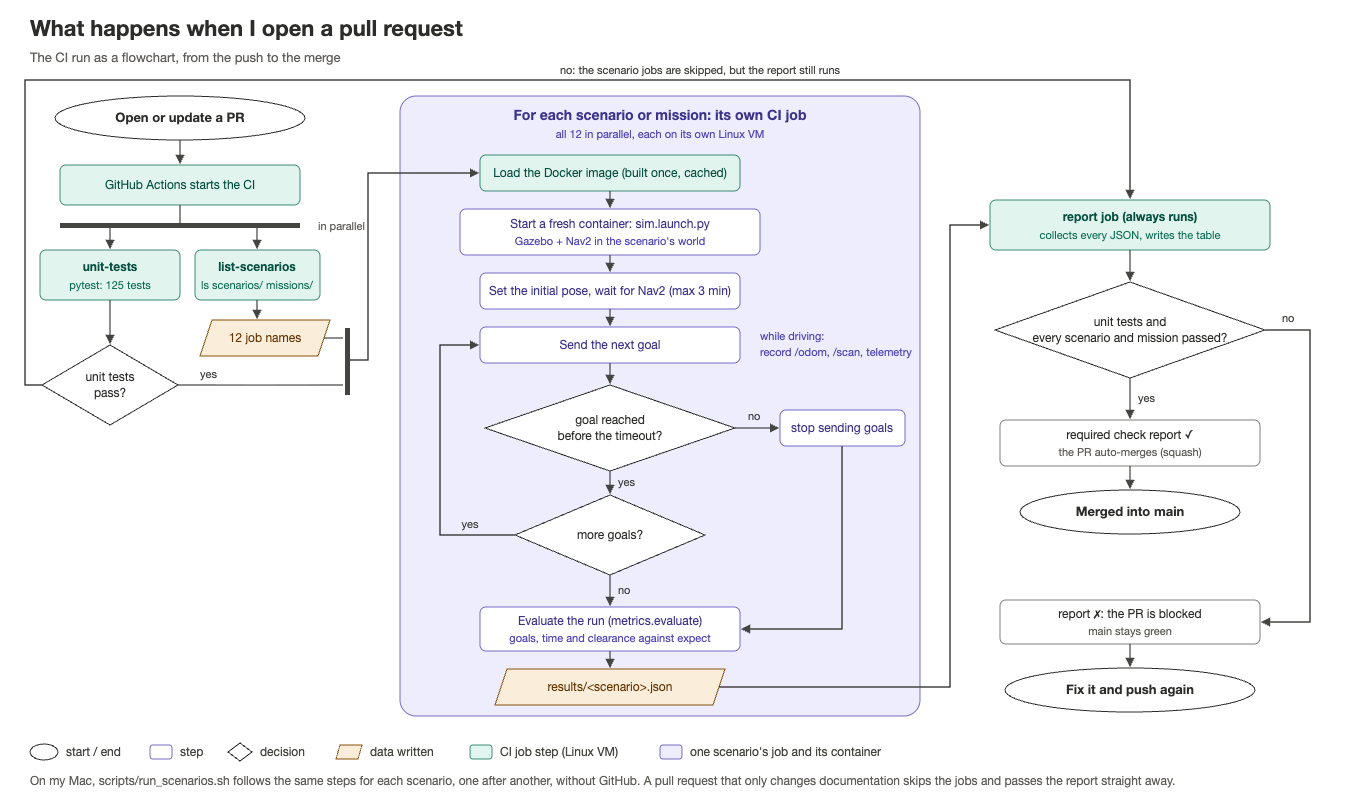 What happens when I open a pull request
The CI run as a flowchart, from the push to the merge
no: the scenario jobs are skipped, but the report still runs
Open or update a PR
GitHub Actions starts the CI
in parallel
unit-tests
pytest: 125 tests
list-scenarios
ls scenarios/ missions/
12 job names
unit tests
pass?
yes
For each scenario or mission: its own CI job
all 12 in parallel, each on its own Linux VM
Load the Docker image (built once, cached)
Start a fresh container: sim.launch.py
Gazebo + Nav2 in the scenario's world
Set the initial pose, wait for Nav2 (max 3 min)
Send the next goal
while driving:
record /odom, /scan, telemetry
goal reached
before the timeout?
no
stop sending goals
yes
more goals?
yes
no
Evaluate the run (metrics.evaluate)
goals, time and clearance against expect
results/<scenario>.json
report job (always runs)
collects every JSON, writes the table
unit tests and
every scenario and mission passed?
no
yes
required check report ✓
the PR auto-merges (squash)
Merged into main
report ✗: the PR is blocked
main stays green
Fix it and push again
start / end
step
decision
data written
CI job step (Linux VM)
one scenario's job and its container
On my Mac, scripts/run_scenarios.sh follows the same steps for each scenario, one after another, without GitHub. A pull request that only changes documentation skips the jobs and passes the report straight away.